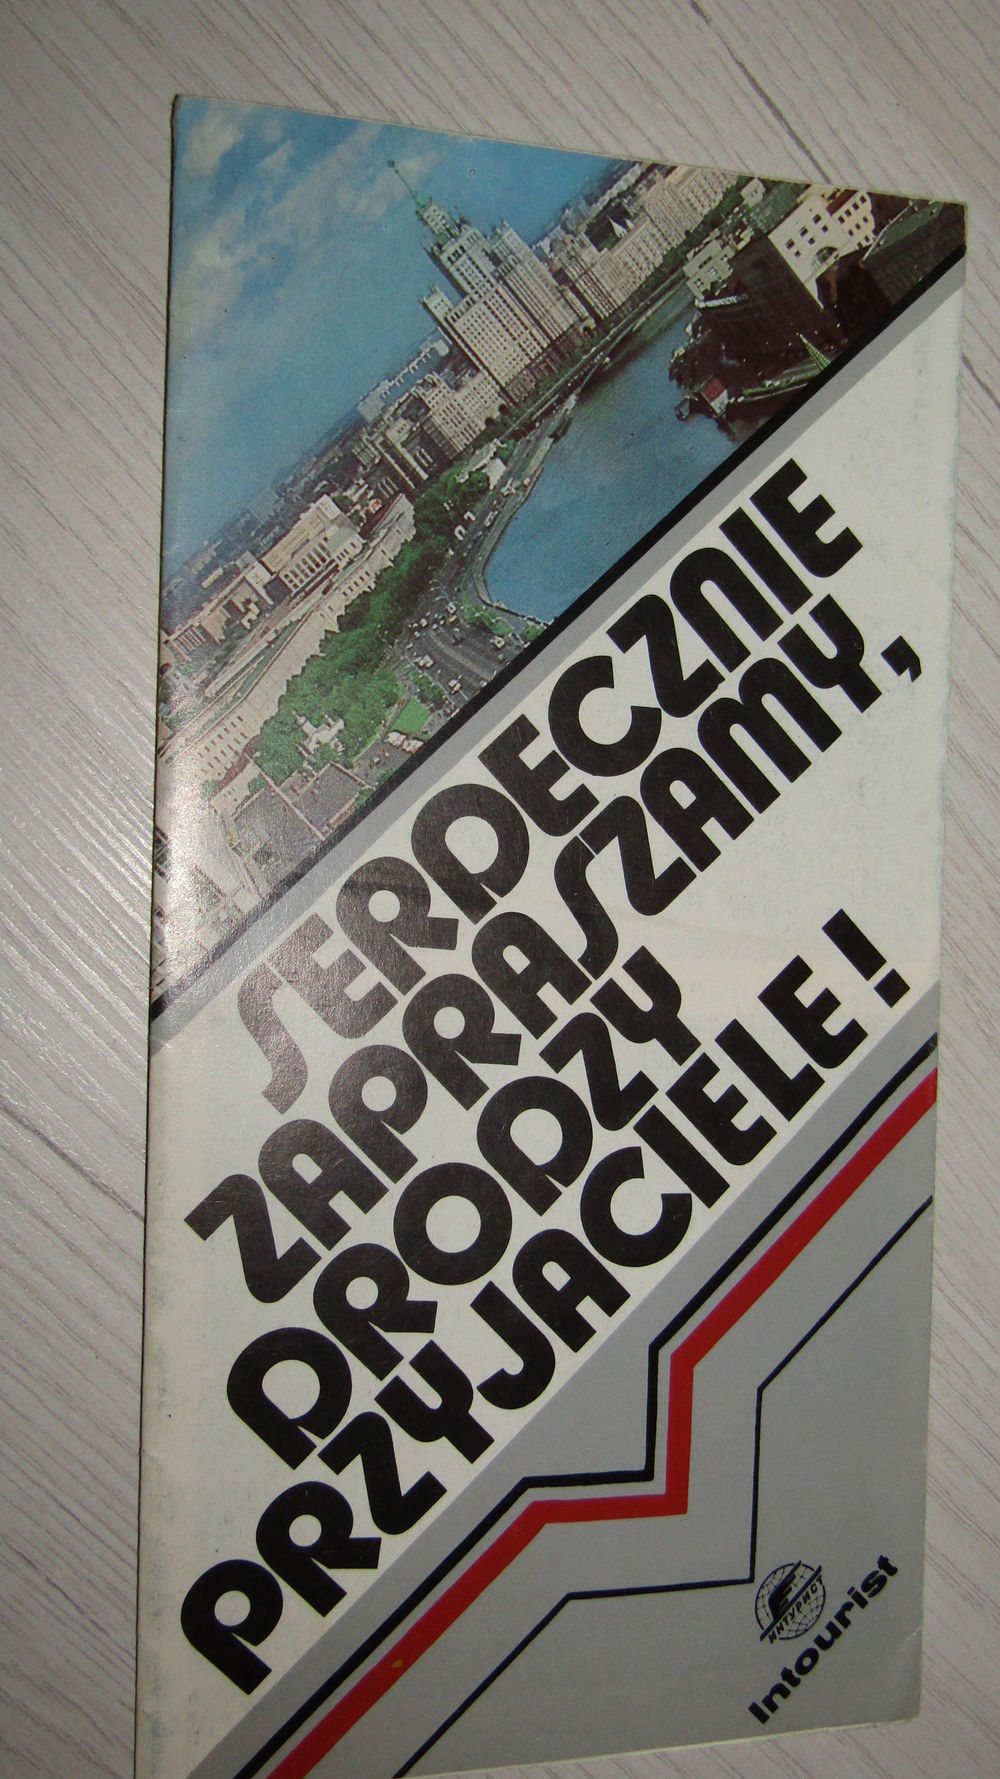 SERDECZNIE
ZAPRASZAMY,
DRODZY
PRZYJACIELE!
ИНТУРИСТ
Intourist